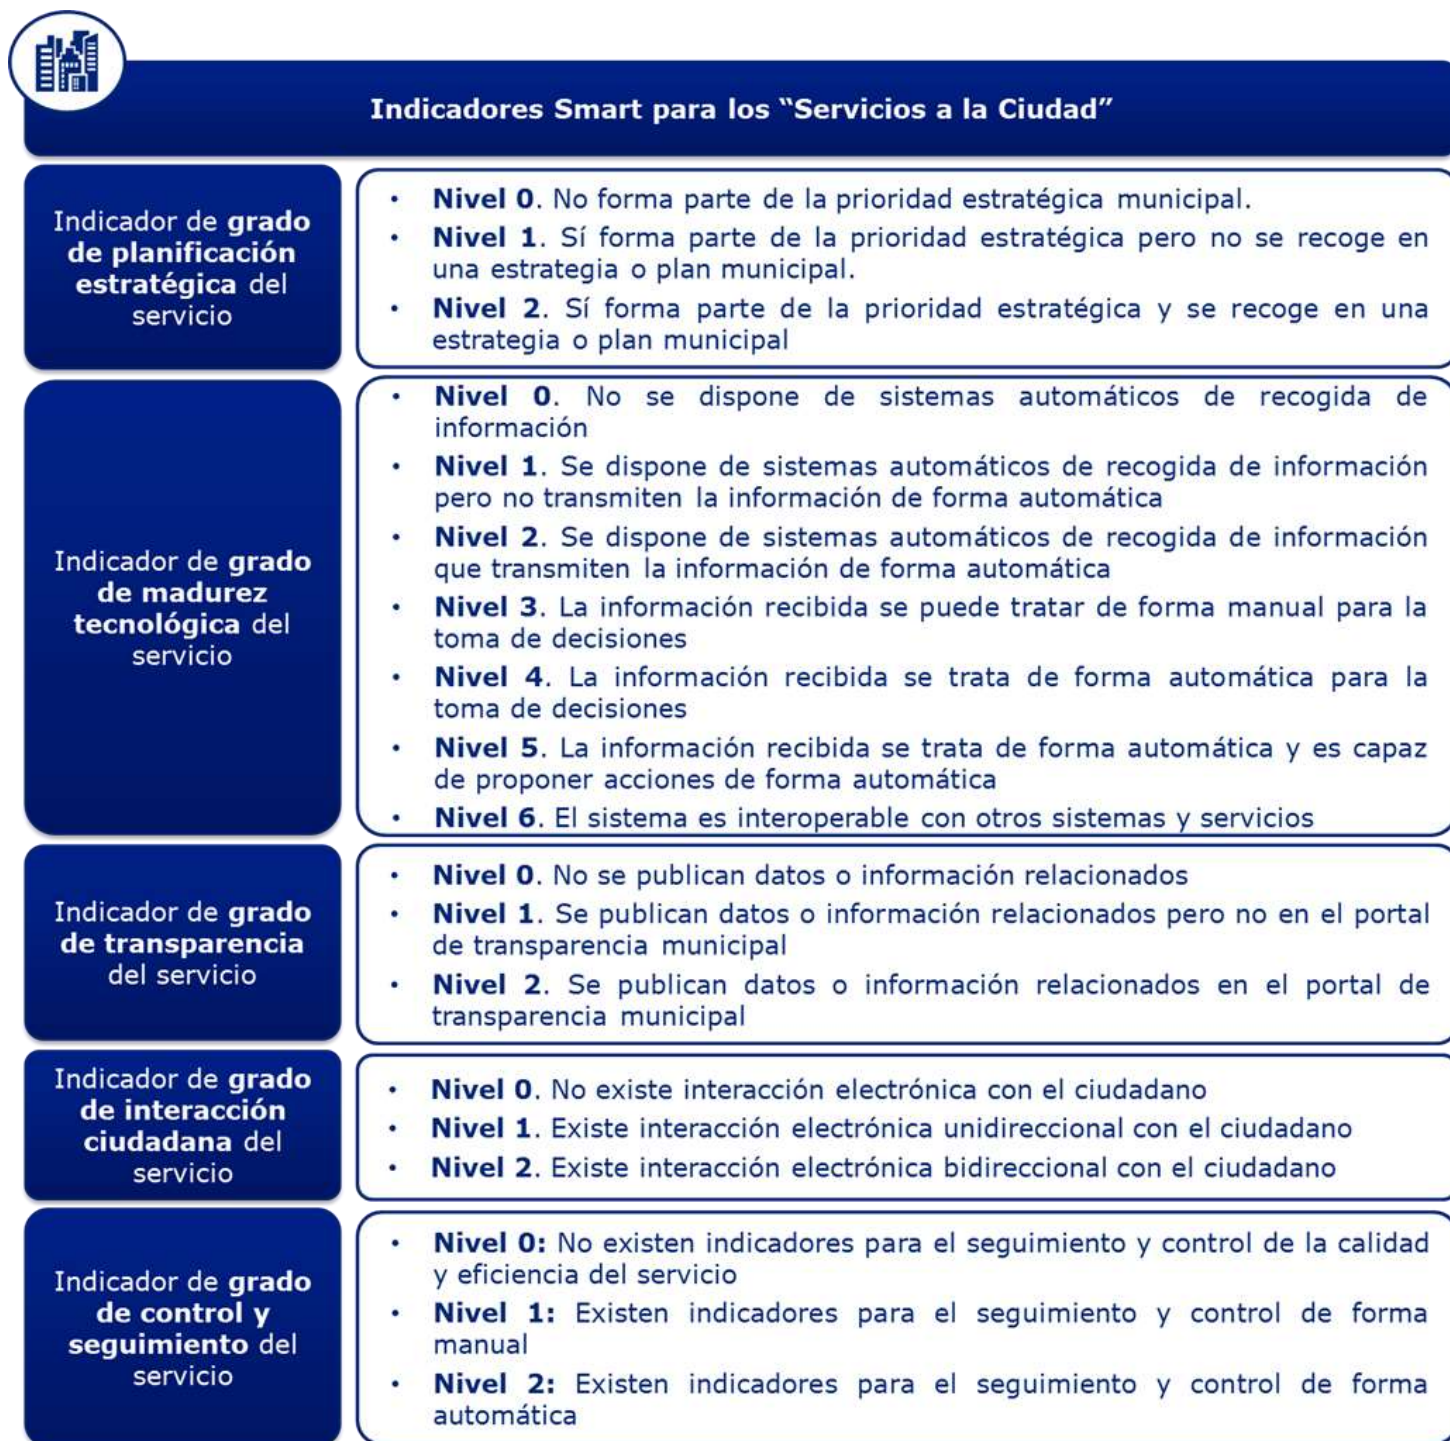 Indicadores Smart para los “Servicios a la Ciudad”
Indicador de grado
de planificación
estratégica del
servicio
• Nivel 0. No forma parte de la prioridad estratégica municipal.
• Nivel 1. Sí forma parte de la prioridad estratégica pero no se recoge en
una estrategia o plan municipal.
• Nivel 2. Sí forma parte de la prioridad estratégica y se recoge en una
estrategia o plan municipal
Indicador de grado
de madurez
tecnológica del
servicio
• Nivel 0. No se dispone de sistemas automáticos de recogida de
información
• Nivel 1. Se dispone de sistemas automáticos de recogida de información
pero no transmiten la información de forma automática
• Nivel 2. Se dispone de sistemas automáticos de recogida de información
que transmiten la información de forma automática
• Nivel 3. La información recibida se puede tratar de forma manual para la
toma de decisiones
• Nivel 4. La información recibida se trata de forma automática para la
toma de decisiones
• Nivel 5. La información recibida se trata de forma automática y es capaz
de proponer acciones de forma automática
• Nivel 6. El sistema es interoperable con otros sistemas y servicios
Indicador de grado
de transparencia
del servicio
• Nivel 0. No se publican datos o información relacionados
• Nivel 1. Se publican datos o información relacionados pero no en el portal
de transparencia municipal
• Nivel 2. Se publican datos o información relacionados en el portal de
transparencia municipal
Indicador de grado
de interacción
ciudadana del
servicio
• Nivel 0. No existe interacción electrónica con el ciudadano
• Nivel 1. Existe interacción electrónica unidireccional con el ciudadano
• Nivel 2. Existe interacción electrónica bidireccional con el ciudadano
Indicador de grado
de control y
seguimiento del
servicio
• Nivel 0: No existen indicadores para el seguimiento y control de la calidad
y eficiencia del servicio
• Nivel 1: Existen indicadores para el seguimiento y control de forma
manual
• Nivel 2: Existen indicadores para el seguimiento y control de forma
automática